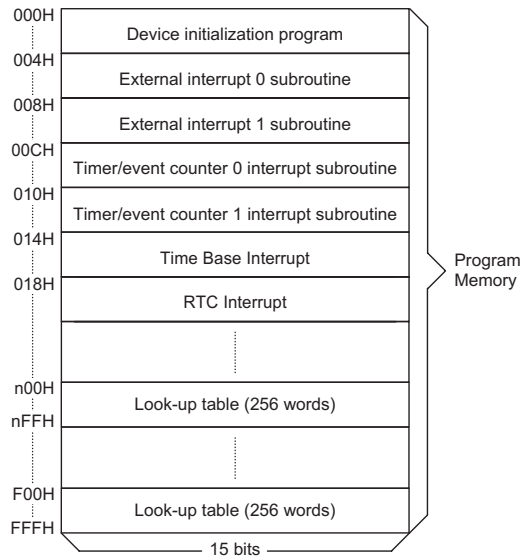 000H
Device initialization program
004H
External interrupt 0 subroutine
008H
External interrupt 1 subroutine
00CH
Timer/event counter 0 interrupt subroutine
010H
Timer/event counter 1 interrupt subroutine
014H
Time Base Interrupt
018H
RTC Interrupt
Program
Memory
n00H
Look-up table (256 words)
nFFH
F00H
Look-up table (256 words)
FFFH
15 bits